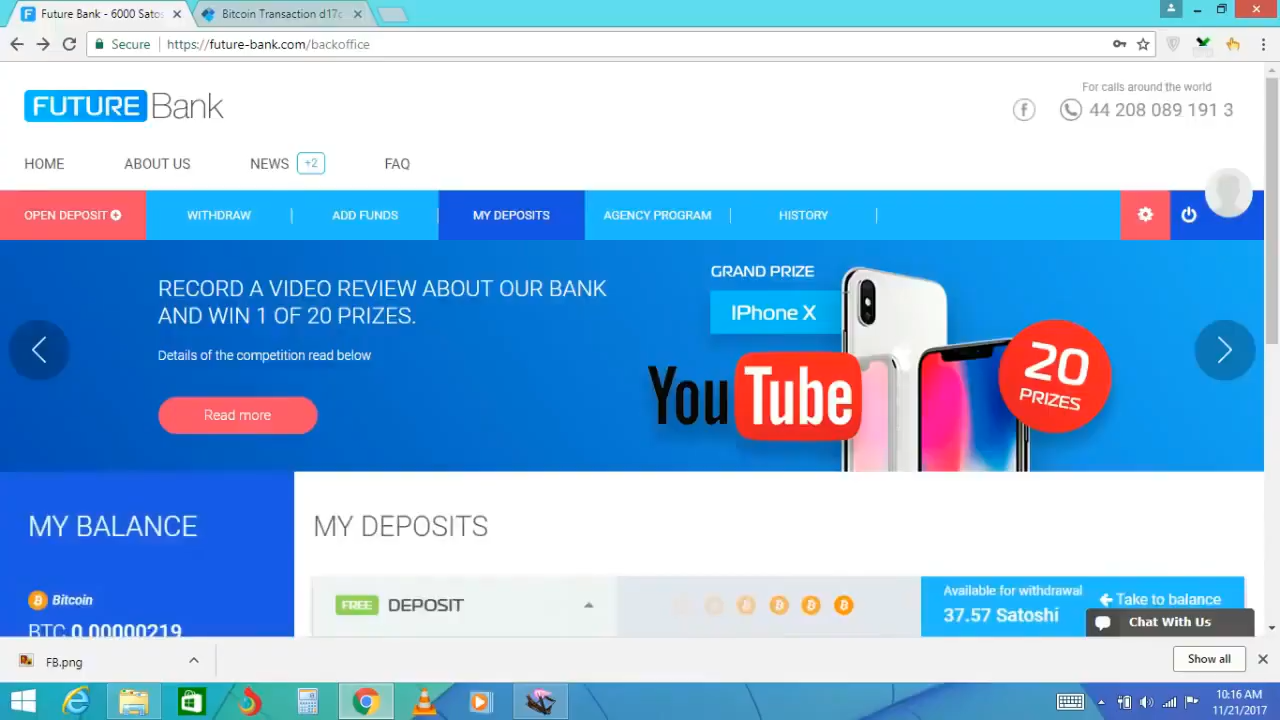 Future Bank - 6000 Satos
Bitcoin Transaction d17c
Secure
https://future-bank.com/backoffice
FUTURE Bank
For calls around the world
44 208 089 191 3
HOME
ABOUT US
NEWS +2
FAQ
OPEN DEPOSIT
WITHDRAW
ADD FUNDS
MY DEPOSITS
AGENCY PROGRAM
HISTORY
RECORD A VIDEO REVIEW ABOUT OUR BANK
AND WIN 1 OF 20 PRIZES.
Details of the competition read below
Read more
GRAND PRIZE
IPhone X
YouTube
20
PRIZES
MY BALANCE
Bitcoin
BTC 0.00000219
MY DEPOSITS
FREE DEPOSIT
Available for withdrawal
37.57 Satoshi
Take to balance
Chat With Us
FB.png
Show all
10:16 AM
11/21/2017